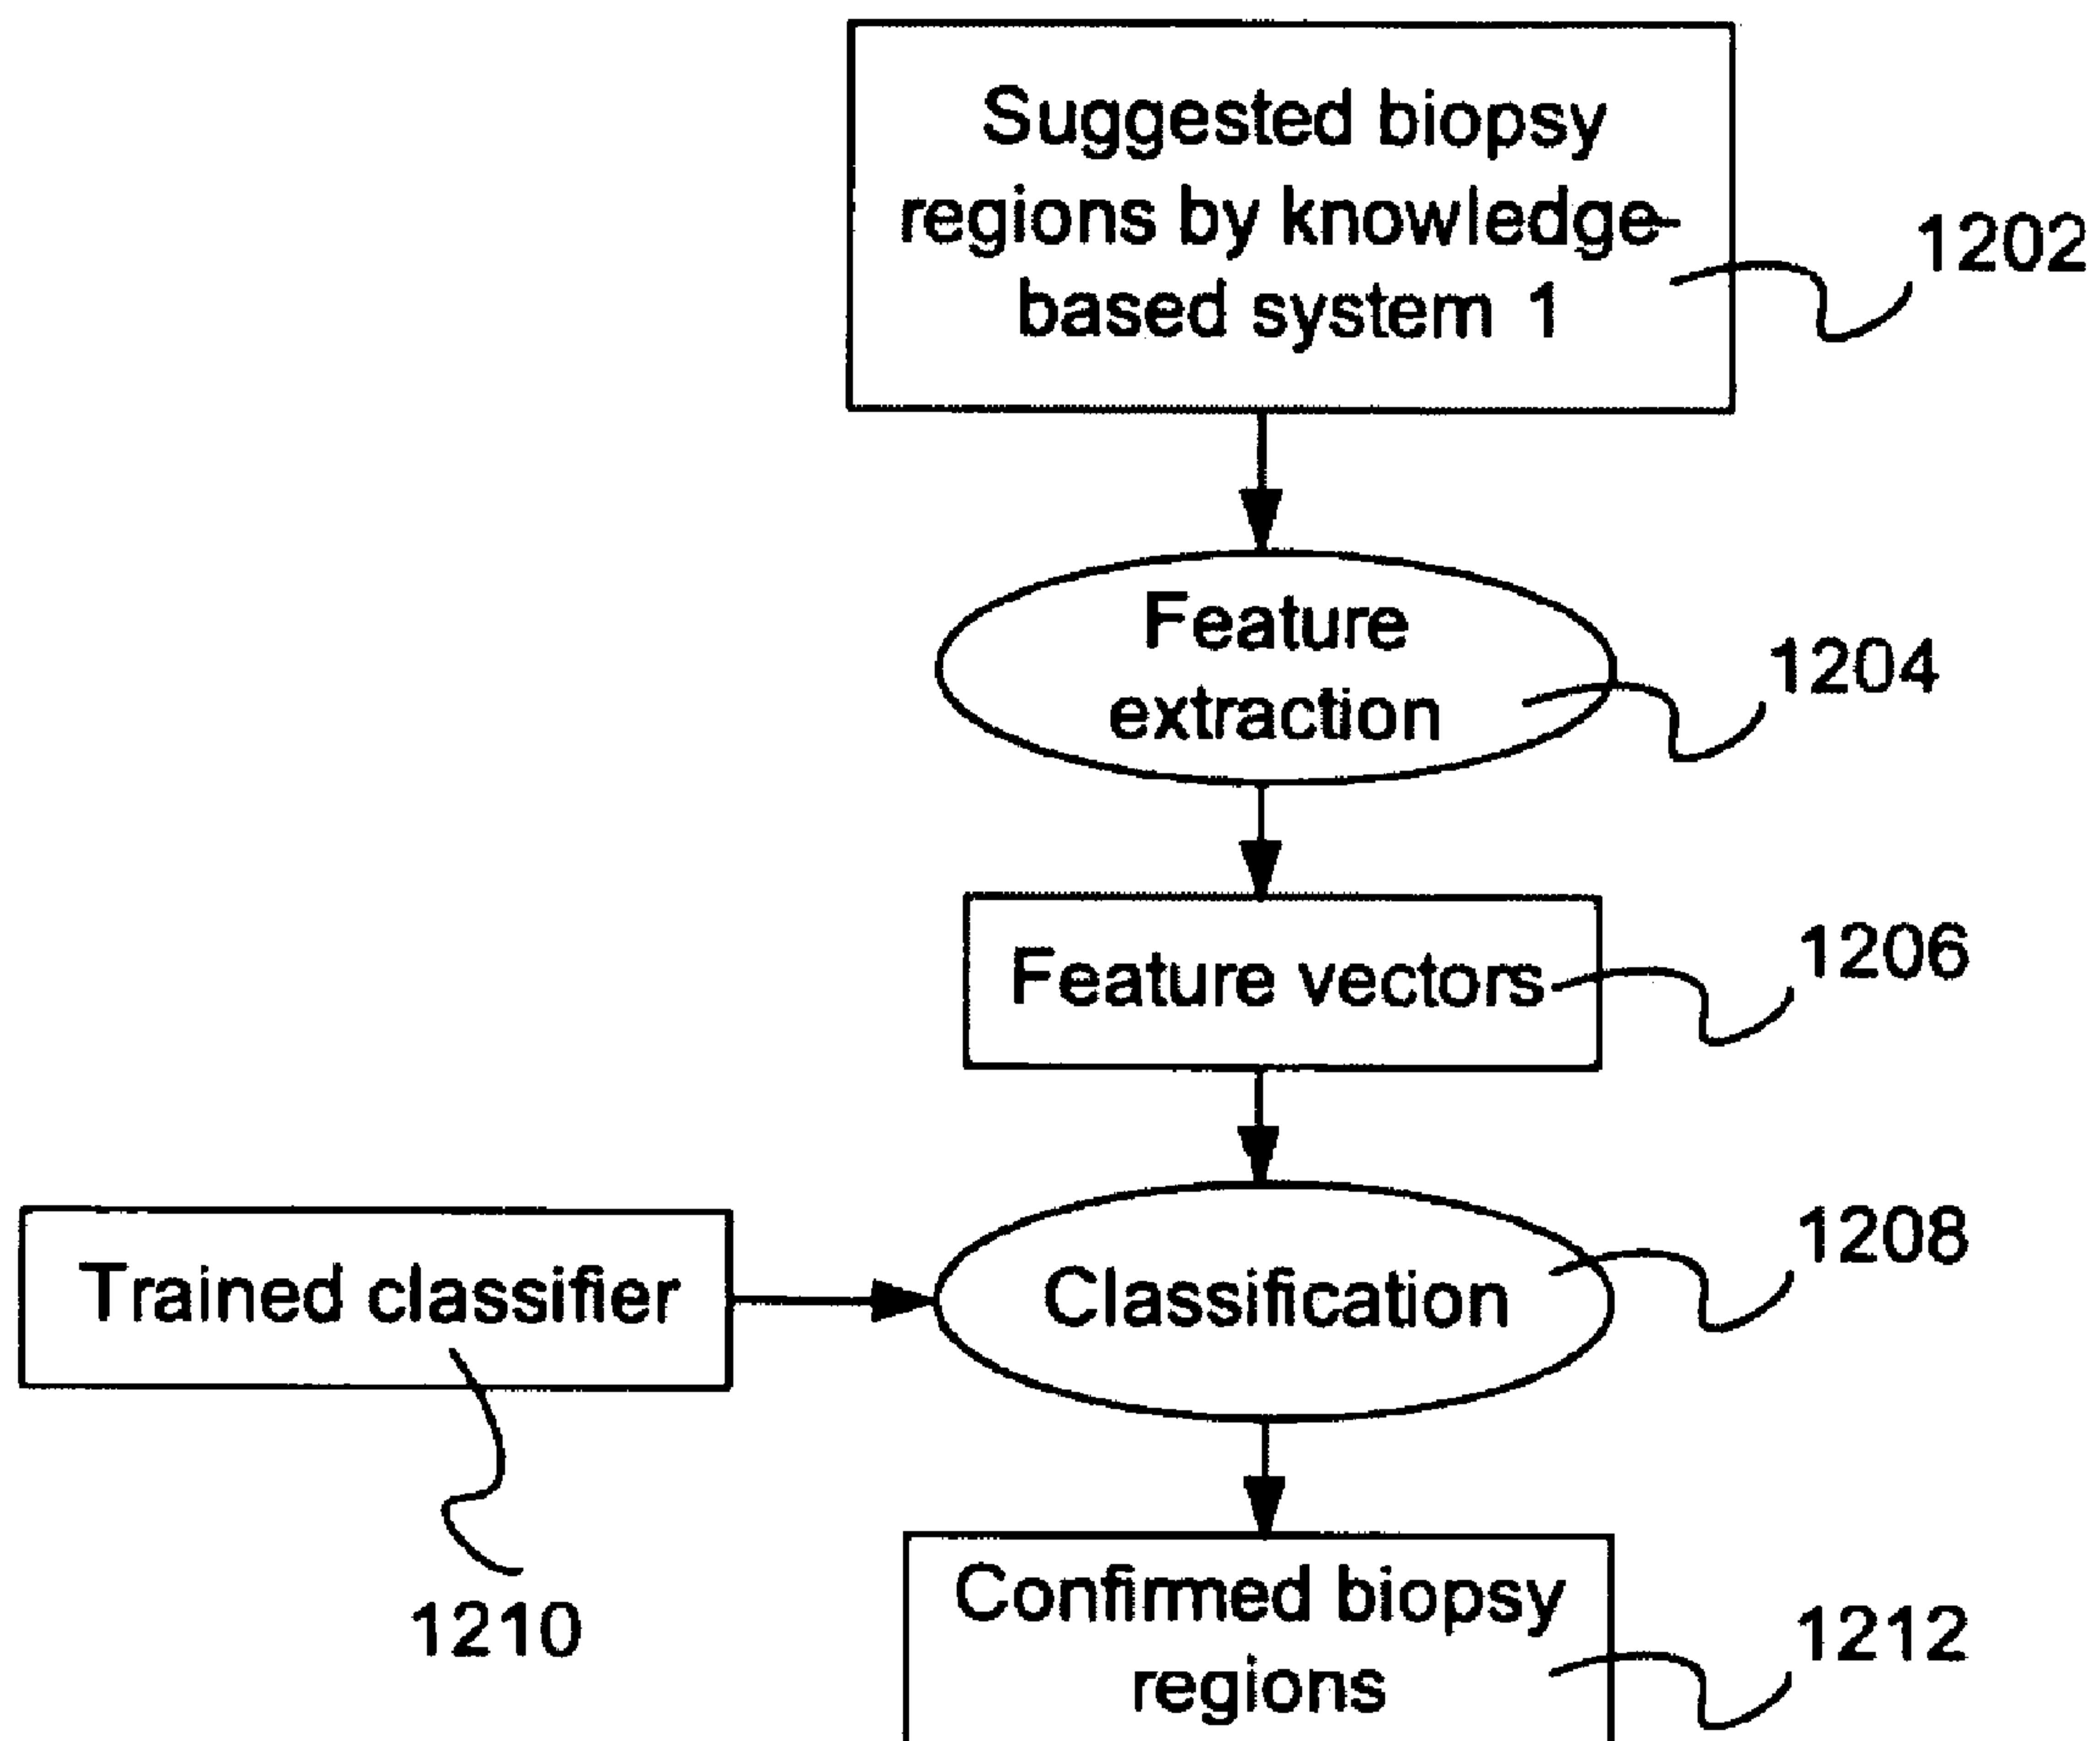 Suggested biopsy
regions by knowledge-
based system 1
1202
Feature
extraction
1204
Feature vectors
1206
Trained classifier
1210
Classification
1208
Confirmed biopsy
regions
1212